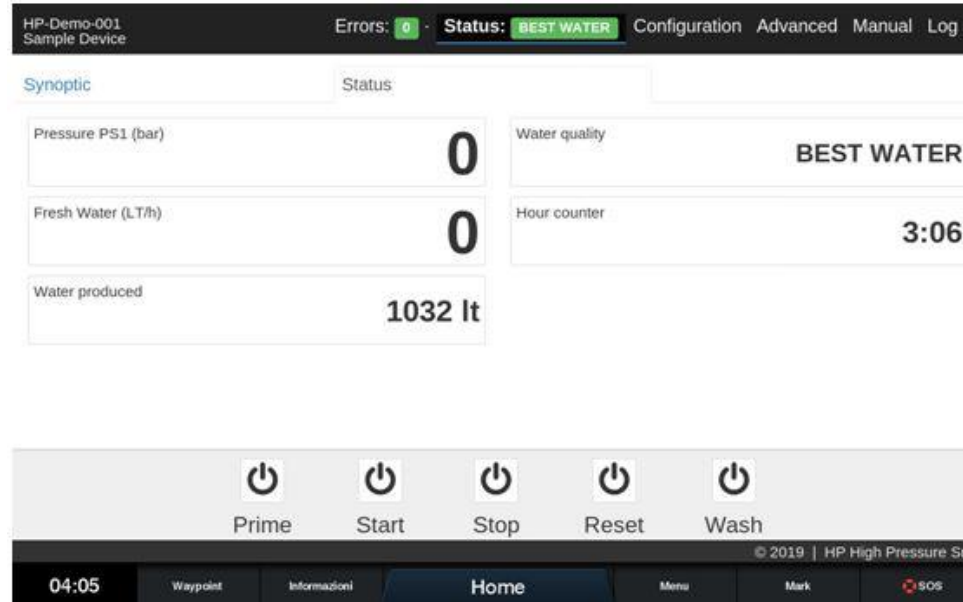 HP-Demo-001
Sample Device
Errors: 0 · Status: BEST WATER Configuration Advanced Manual Log
Synoptic Status
Pressure PS1 (bar) 0
Water quality BEST WATER
Fresh Water (LT/h) 0
Hour counter 3:06
Water produced 1032 lt
Prime Start Stop Reset Wash
© 2019 | HP High Pressure
04:05 Waypoint Informazioni Home Menu Mark SOS